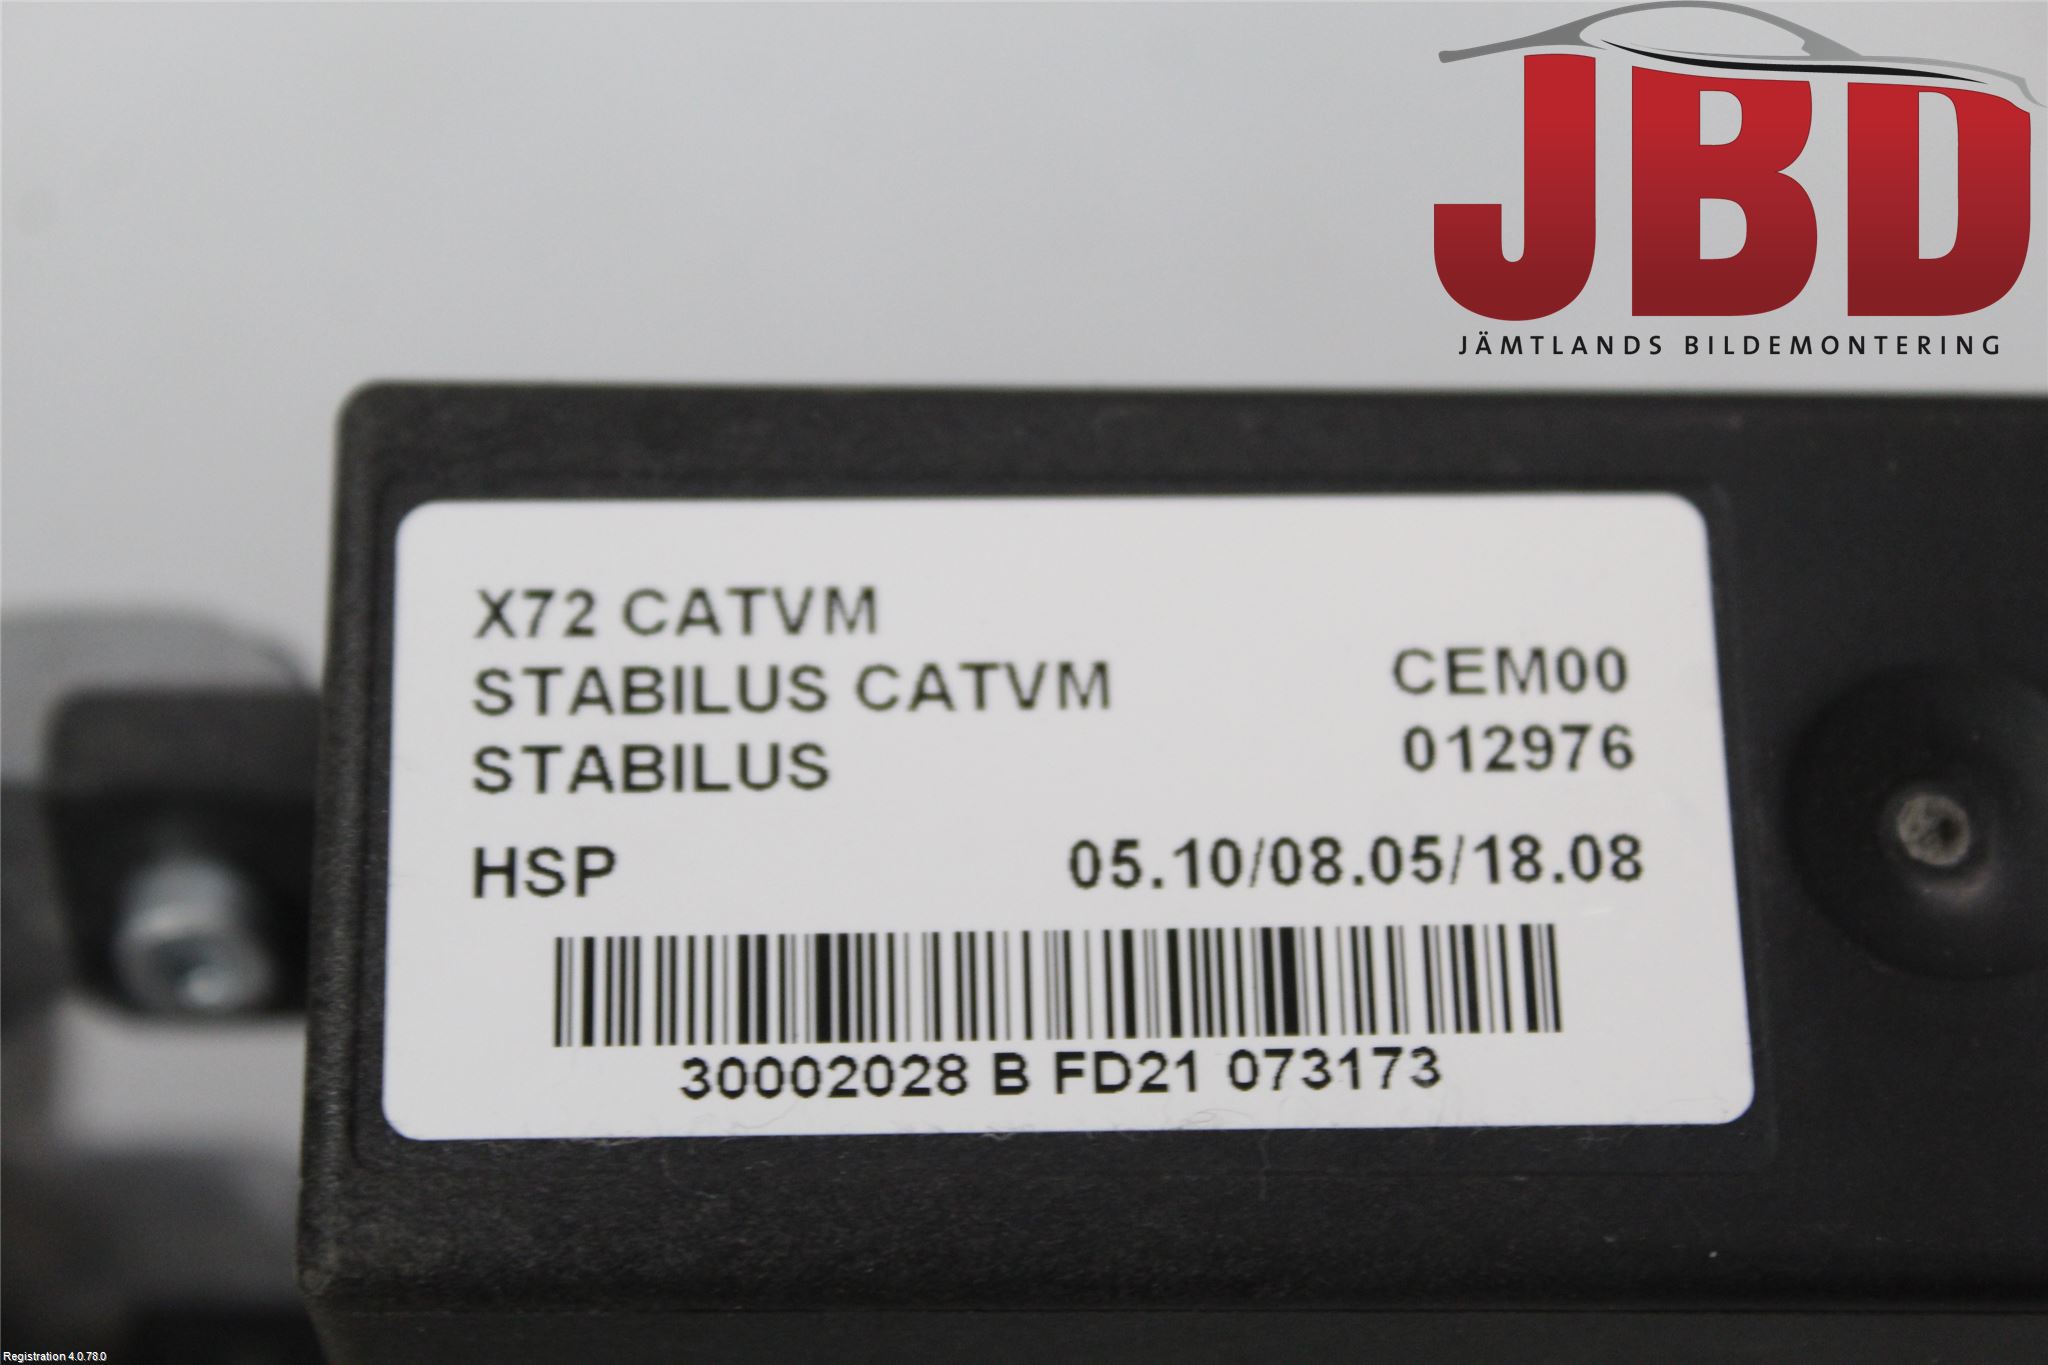 JBD
JÄMTLANDS BILDEMONTERING
X72 CATVM
STABILUS CATVM
STABILUS
CEM00
012976
HSP
05.10/08.05/18.08
30002028 B FD21 073173
Registration 4.0.78.0